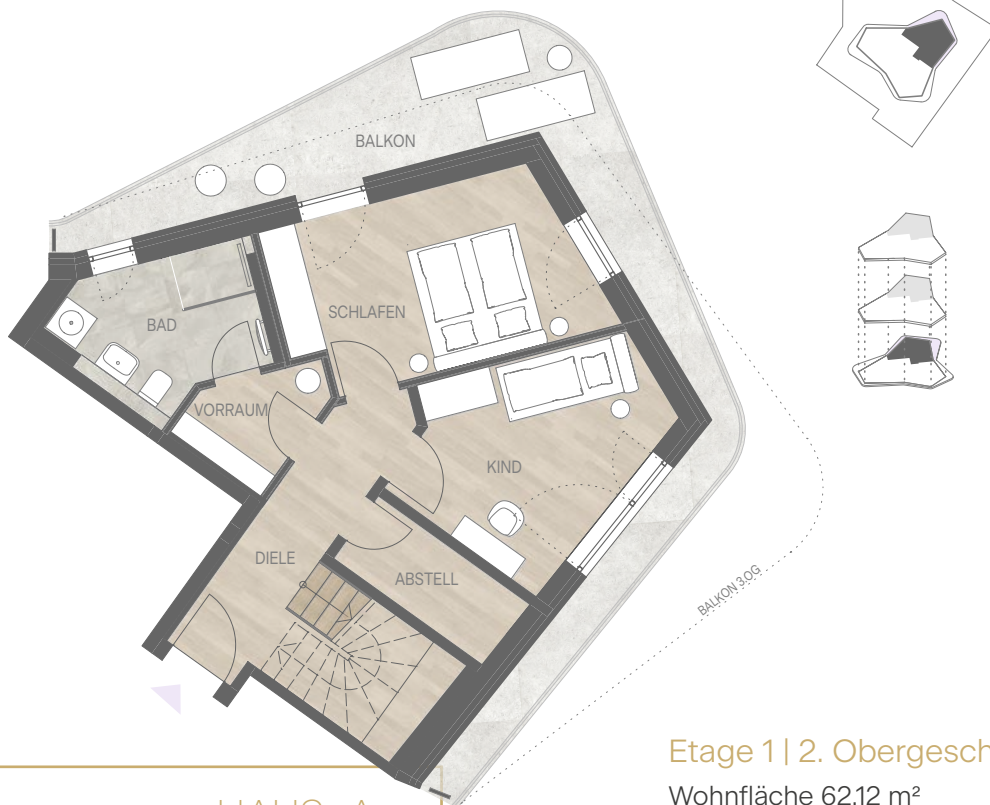 BALKON
SCHLAFEN
BAD
VORRAUM
KIND
DIELE
ABSTELL
BALKON 3.OG
Etage 1 | 2. Obergesch
Wohnfläche 62.12 m²